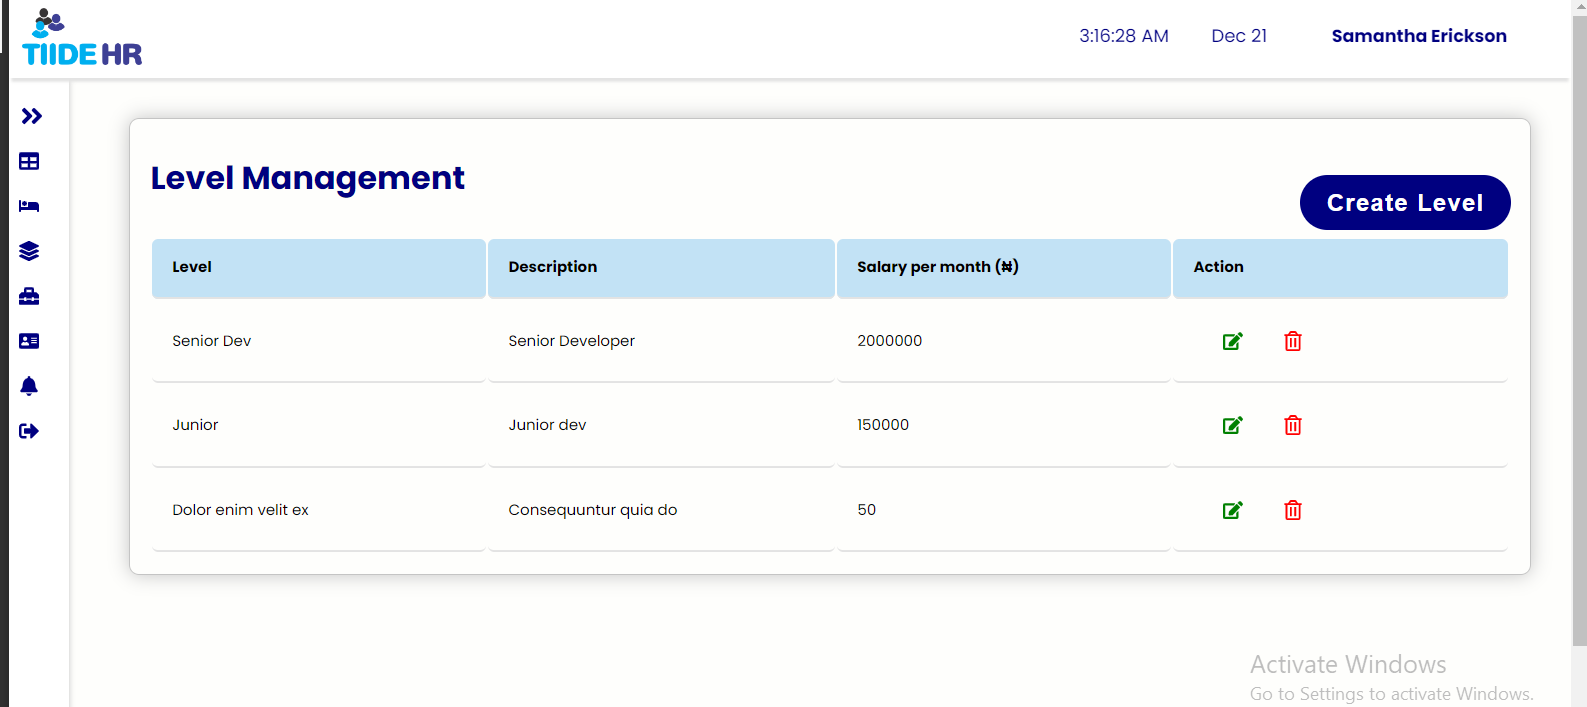 TIIDE HR
3:16:28 AM Dec 21 Samantha Erickson
Level Management
Create Level
Level Description Salary per month (₦) Action
Senior Dev Senior Developer 2000000
Junior Junior dev 150000
Dolor enim velit ex Consequuntur quia do 50
Activate Windows
Go to Settings to activate Windows.